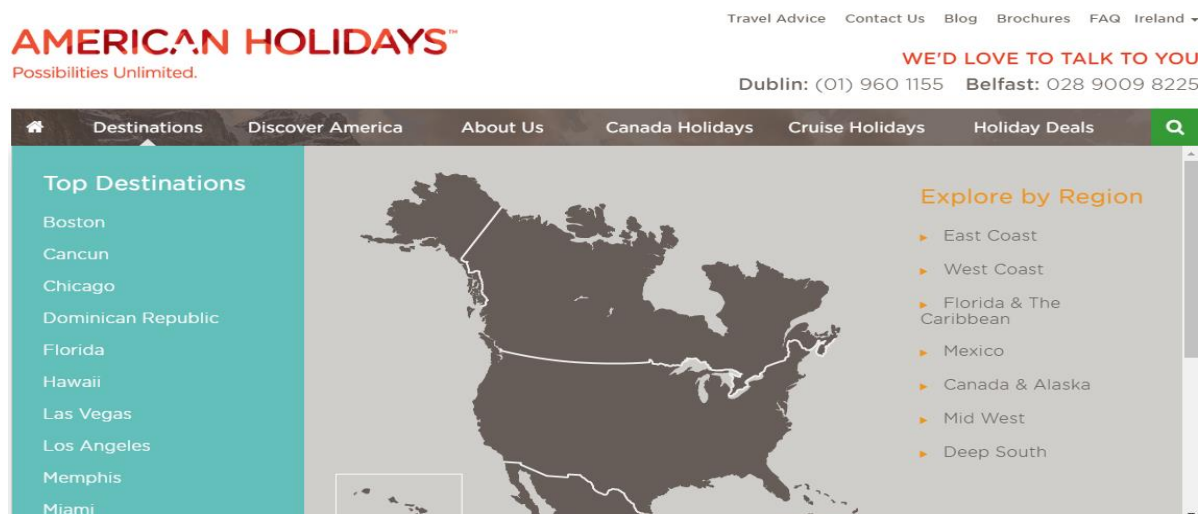 Travel Advice Contact Us Blog Brochures FAQ Ireland
AMERICAN HOLIDAYS™
Possibilities Unlimited.
WE'D LOVE TO TALK TO YOU
Dublin: (01) 960 1155 Belfast: 028 9009 8225
Destinations Discover America About Us Canada Holidays Cruise Holidays Holiday Deals
Top Destinations
Boston
Cancun
Chicago
Dominican Republic
Florida
Hawaii
Las Vegas
Los Angeles
Memphis
Miami
Explore by Region
East Coast
West Coast
Florida & The
Caribbean
Mexico
Canada & Alaska
Mid West
Deep South